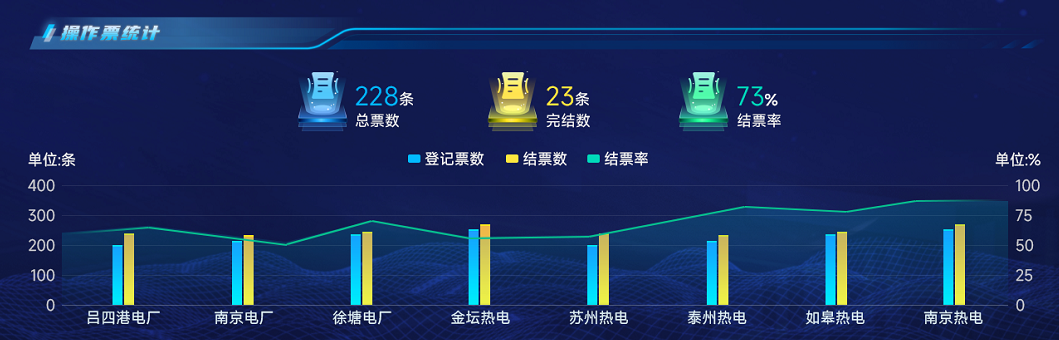 操作票统计
228条
总票数
23条
完结数
73%
结票率
单位:条
登记票数 结票数 结票率
单位:%
400 100
300 75
200 50
100 25
0 0
吕四港电厂 南京电厂 徐塘电厂 金坛热电 苏州热电 泰州热电 如皋热电 南京热电